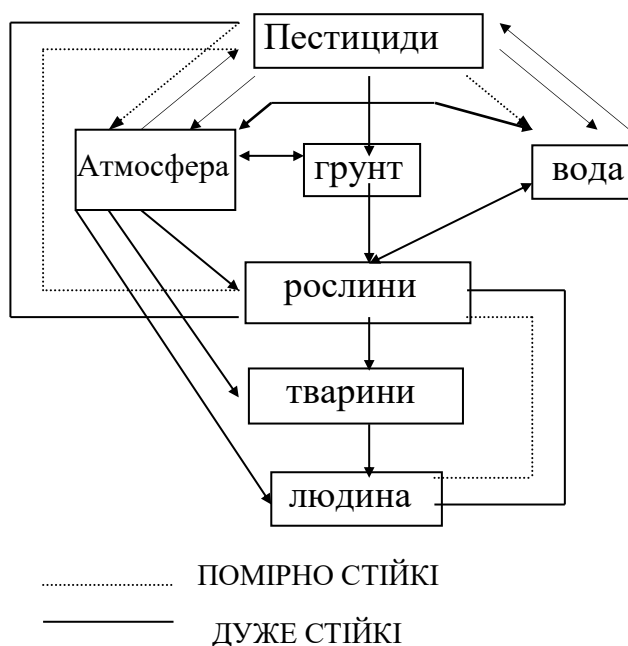 Пестициди
Атмосфера
грунт
вода
рослини
тварини
людина
ПОМІРНО СТІЙКІ
ДУЖЕ СТІЙКІ